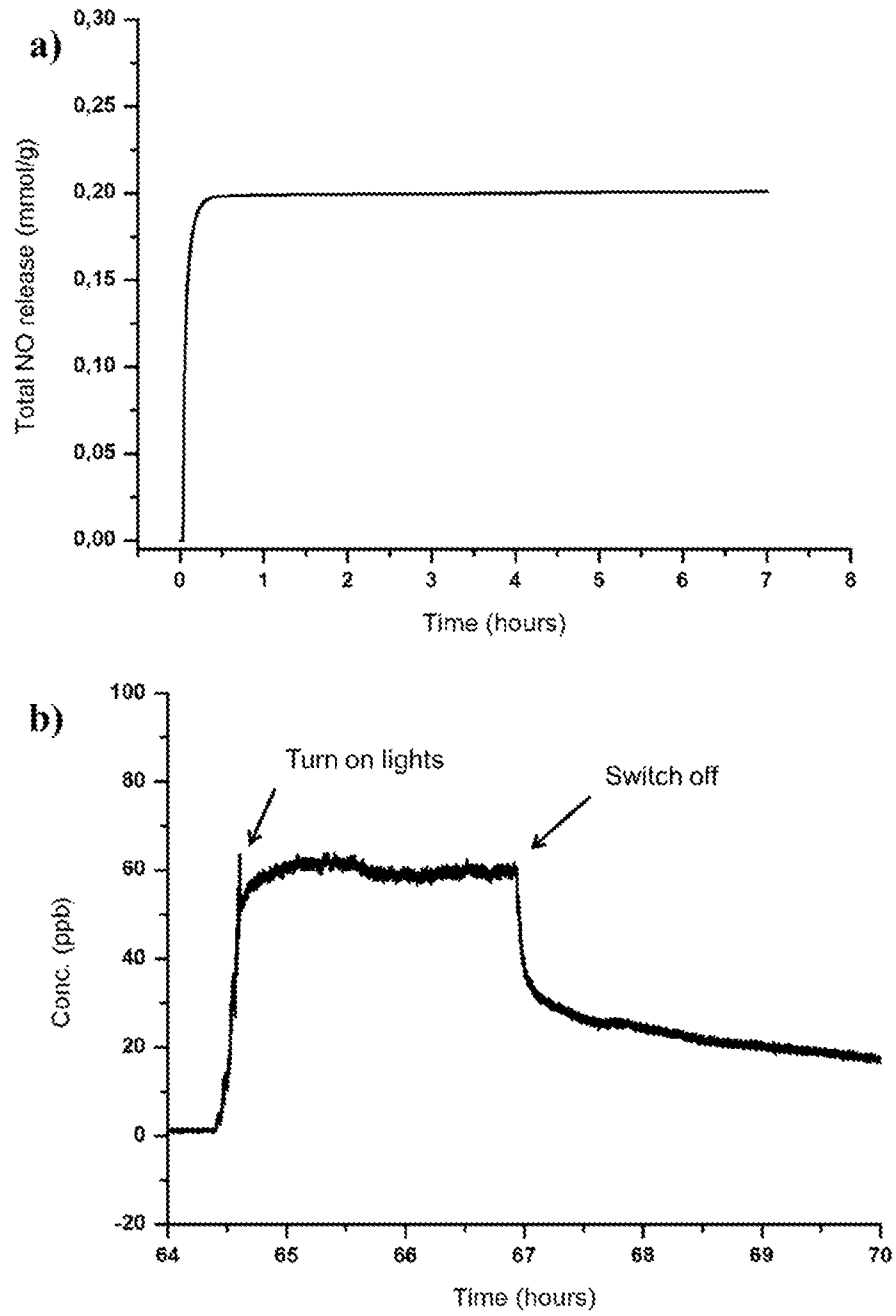 a)
0,30
0,25
0,20
0,15
0,10
0,05
0,00
Total NO release (mmol/g)
0 1 2 3 4 5 6 7 8
Time (hours)
b)
100
80
60
40
20
0
-20
Conc. (ppb)
Turn on lights
Switch off
64 65 66 67 68 69 70
Time (hours)